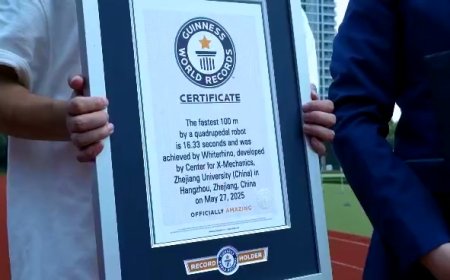 GUINNESS
WORLD
RECORDS
CERTIFICATE
The fastest 100 m
by a quadrupedal robot
is 16.33 seconds and was
achieved by Whiterhino, developed
by Center for X-Mechanics,
Zhejiang University (China) in
Hangzhou, Zhejiang, China
on May 27, 2025
OFFICIALLY AMAZING
RECORD HOLDER